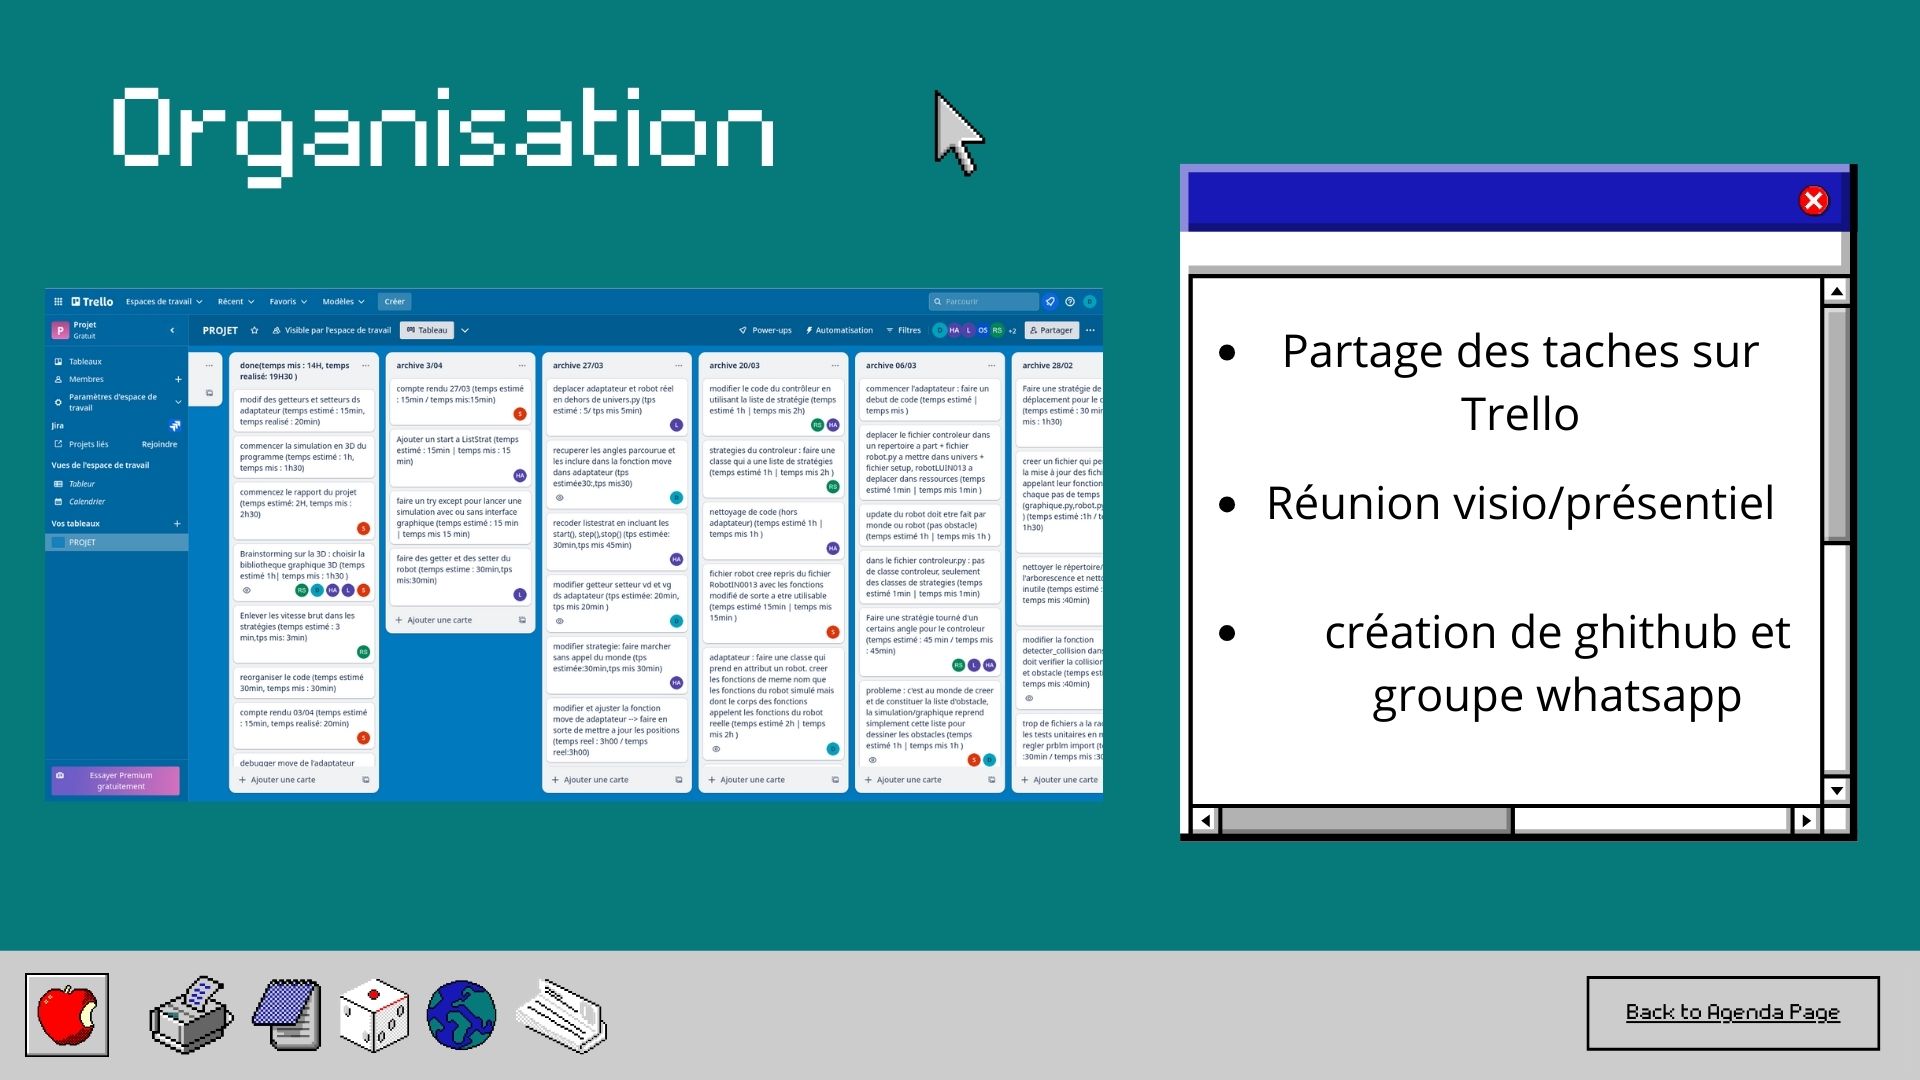 Organisation
Trello
Espaces de travail
Récent
Favoris
Modèles
Créer
Parcourir
P
Projet
Gratuit
PROJET
Visible par l'espace de travail
Tableau
Power-ups
Automatisation
Filtres
D
HA
L
OS
RS
+2
Partager
Tableaux
Membres
Paramètres d'espace de
travail
Jira
Projets liés
Rejoindre
Vues de l'espace de travail
Tableur
Calendrier
Vos tableaux
PROJET
Essayer Premium
gratuitement
done(temps mis : 14H, temps
realisé: 19H30 )
modif des getteurs et setteurs ds
adaptateur (temps estimé : 15min,
temps realisé : 20min)
commencer la simulation en 3D du
programme (temps estimé : 1h,
temps mis : 1h30)
commencez le rapport du projet
(temps estimé: 2H, temps mis :
2h30)
S
Brainstorming sur la 3D : choisir la
bibliotheque graphique 3D (temps
estimé 1h| temps mis : 1h30 )
RS
D
HA
L
S
Enlever les vitesse brut dans les
stratégies (temps estimé : 3
min,tps mis: 3min)
RS
reorganiser le code (temps estimé
30min, temps mis : 30min)
compte rendu 03/04 (temps estimé
: 15min, temps realisé: 20min)
S
debugger move de l'adaptateur
Ajouter une carte
archive 3/04
compte rendu 27/03 (temps estimé
: 15min / temps mis:15min)
S
Ajouter un start a ListStrat (temps
estimé : 15min | temps mis : 15
min)
HA
faire un try except pour lancer une
simulation avec ou sans interface
graphique (temps estimé : 15 min
| temps mis 15 min)
faire des getter et des setter du
robot (temps estime : 30min,tps
mis:30min)
L
Ajouter une carte
archive 27/03
deplacer adaptateur et robot réel
en dehors de univers.py (tps
estimé : 5/ tps mis 5min)
L
recuperer les angles parcourue et
les inclure dans la fonction move
dans adaptateur (tps
estimée30:,tps mis30)
D
recoder listestrat en incluant les
start(), step(),stop() (tps estimée:
30min,tps mis 45min)
HA
modifier getteur setteur vd et vg
ds adaptateur (tps estimée: 20min,
tps mis 20min )
D
modifier strategie: faire marcher
sans appel du monde (tps
estimée:30min,tps mis 30min)
HA
modifier et ajuster la fonction
move de adaptateur --> faire en
sorte de mettre a jour les positions
(temps reel : 3h00 / temps
reel:3h00)
Ajouter une carte
archive 20/03
modifier le code du contrôleur en
utilisant la liste de stratégie (temps
estimé 1h | temps mis 2h)
RS
HA
strategies du controleur : faire une
classe qui a une liste de stratégies
(temps estimé 1h | temps mis 2h )
RS
nettoyage de code (hors
adaptateur) (temps estimé 1h |
temps mis 1h )
HA
fichier robot cree repris du fichier
RobotIN0013 avec les fonctions
modifié de sorte a etre utilisable
(temps estimé 15min | temps mis
15min )
S
adaptateur : faire une classe qui
prend en attribut un robot. creer
les fonctions de meme nom que
les fonctions du robot simulé mais
dont le corps des fonctions
appelent les fonctions du robot
reelle (temps estimé 2h | temps
mis 2h )
D
Ajouter une carte
archive 06/03
commencer l'adaptateur : faire un
debut de code (temps estimé |
temps mis )
deplacer le fichier controleur dans
un repertoire a part + fichier
robot.py a mettre dans univers +
fichier setup, robotLUIN013 a
deplacer dans ressources (temps
estimé 1min | temps mis 1min )
update du robot doit etre fait par
monde ou robot (pas obstacle)
(temps estimé 1h | temps mis 1h )
dans le fichier controleur.py : pas
de classe controleur, seulement
des classes de strategies (temps
estimé 1min | temps mis 1min)
Faire une stratégie tourné d'un
certains angle pour le controleur
(temps estimé : 45 min / temps mis
: 45min)
RS
L
HA
probleme : c'est au monde de creer
et de constituer la liste d'obstacle,
la simulation/graphique reprend
simplement cette liste pour
dessiner les obstacles (temps
estimé 1h | temps mis 1h )
S
D
Ajouter une carte
archive 28/02
Faire une stratégie de
déplacement pour le c
(temps estimé : 30 min
mis : 1h30)
creer un fichier qui pe
la mise à jour des fichi
appelant leur fonction
chaque pas de temps
(graphique.py,robot.py
) (temps estimé :1h / te
1h30)
nettoyer le répertoire/
l'arborescence et nett
inutile (temps estimé :
temps mis :40min)
modifier la fonction
detecter_collision dans
doit verifier la collision
et obstacle (temps est
temps mis :40min)
trop de fichiers a la rac
les tests unitaires en m
regler prblm import (t
:30min / temps mis :30
Ajouter une carte
Partage des taches sur
Trello
Réunion visio/présentiel
création de ghithub et
groupe whatsapp
Back to Agenda Page